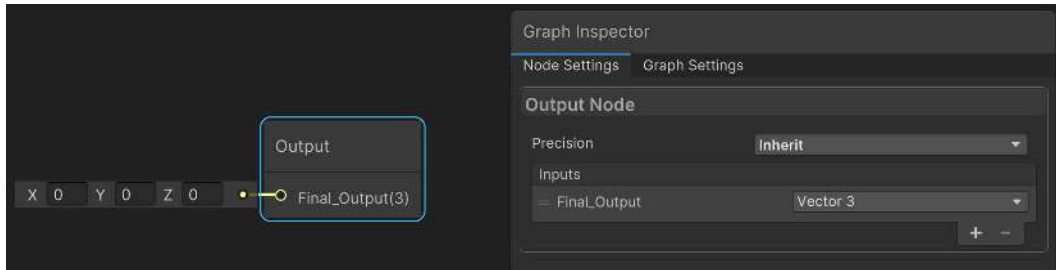 Graph Inspector
Node Settings Graph Settings
Output Node
Precision Inherit
Inputs
Final_Output Vector 3
+ -
Output
X 0 Y 0 Z 0 Final_Output(3)